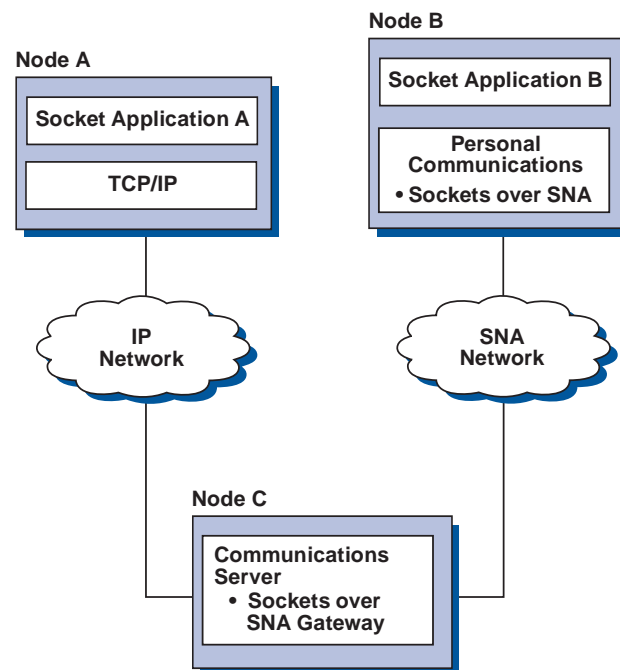 Node A
Socket Application A
TCP/IP
Node B
Socket Application B
Personal
Communications
• Sockets over SNA
IP
Network
SNA
Network
Node C
Communications
Server
• Sockets over
SNA Gateway